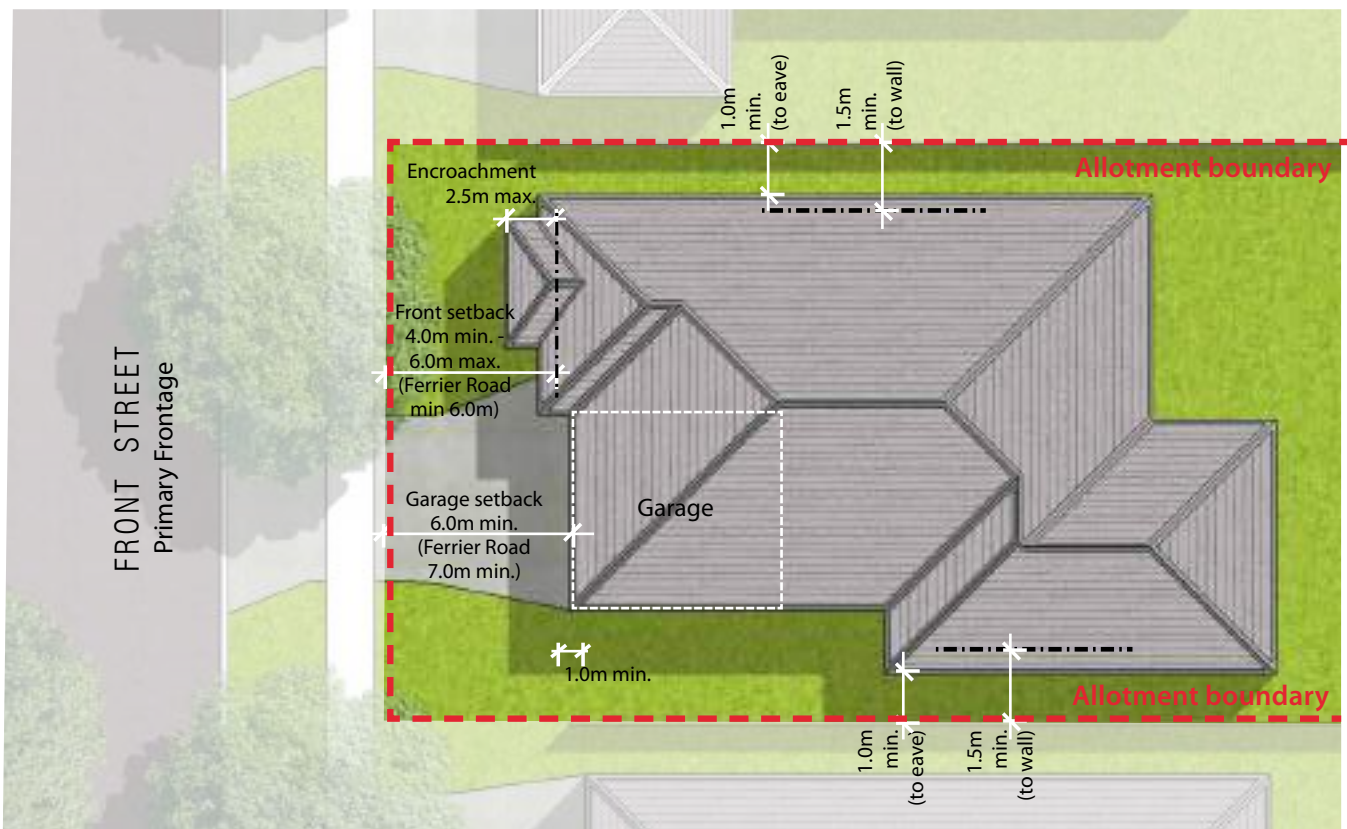 1.0m
min.
(to eave)
1.5m
min.
(to wall)
Allotment boundary
Encroachment
2.5m max.
Front setback
4.0m min. -
6.0m max.
(Ferrier Road
min 6.0m)
FRONT STREET
Primary Frontage
Garage setback
6.0m min.
(Ferrier Road
7.0m min.)
Garage
1.0m min.
Allotment boundary
1.0m
min.
(to eave)
1.5m
min.
(to wall)